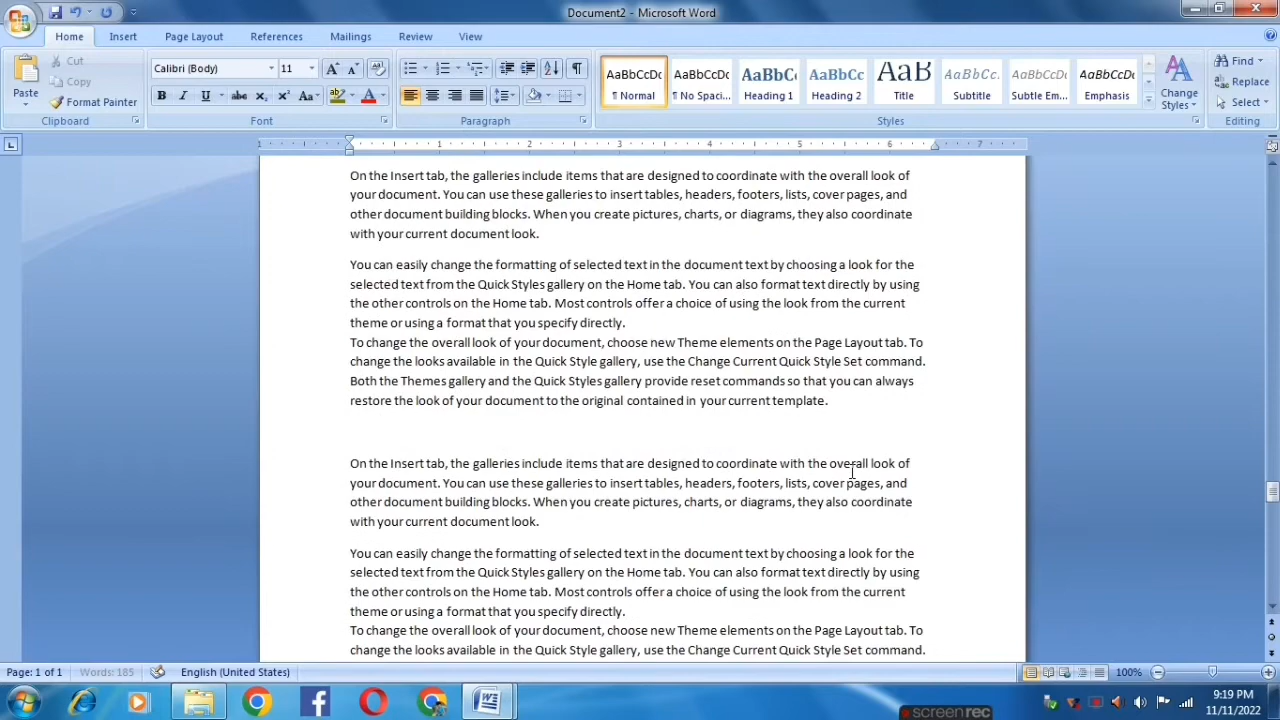 Document2 - Microsoft Word
Home Insert Page Layout References Mailings Review View
Paste
Cut
Copy
Format Painter
Clipboard
Calibri (Body) 11
B I U abc x₂ x² Aa
Font
Paragraph
AaBbCcDc AaBbCcDc AaBbC AaBbCc AaB AaBbCc. AaBbCcDc AaBbCcDc
¶ Normal ¶ No Spaci... Heading 1 Heading 2 Title Subtitle Subtle Em... Emphasis
Change
Styles
Styles
Find
Replace
Select
Editing
1 1 2 3 4 5 6 7
On the Insert tab, the galleries include items that are designed to coordinate with the overall look of
your document. You can use these galleries to insert tables, headers, footers, lists, cover pages, and
other document building blocks. When you create pictures, charts, or diagrams, they also coordinate
with your current document look.
You can easily change the formatting of selected text in the document text by choosing a look for the
selected text from the Quick Styles gallery on the Home tab. You can also format text directly by using
the other controls on the Home tab. Most controls offer a choice of using the look from the current
theme or using a format that you specify directly.
To change the overall look of your document, choose new Theme elements on the Page Layout tab. To
change the looks available in the Quick Style gallery, use the Change Current Quick Style Set command.
Both the Themes gallery and the Quick Styles gallery provide reset commands so that you can always
restore the look of your document to the original contained in your current template.
On the Insert tab, the galleries include items that are designed to coordinate with the overall look of
your document. You can use these galleries to insert tables, headers, footers, lists, cover pages, and
other document building blocks. When you create pictures, charts, or diagrams, they also coordinate
with your current document look.
You can easily change the formatting of selected text in the document text by choosing a look for the
selected text from the Quick Styles gallery on the Home tab. You can also format text directly by using
the other controls on the Home tab. Most controls offer a choice of using the look from the current
theme or using a format that you specify directly.
To change the overall look of your document, choose new Theme elements on the Page Layout tab. To
change the looks available in the Quick Style gallery, use the Change Current Quick Style Set command.
Page: 1 of 1 Words: 185 English (United States) 100%
screenrec
9:19 PM
11/11/2022